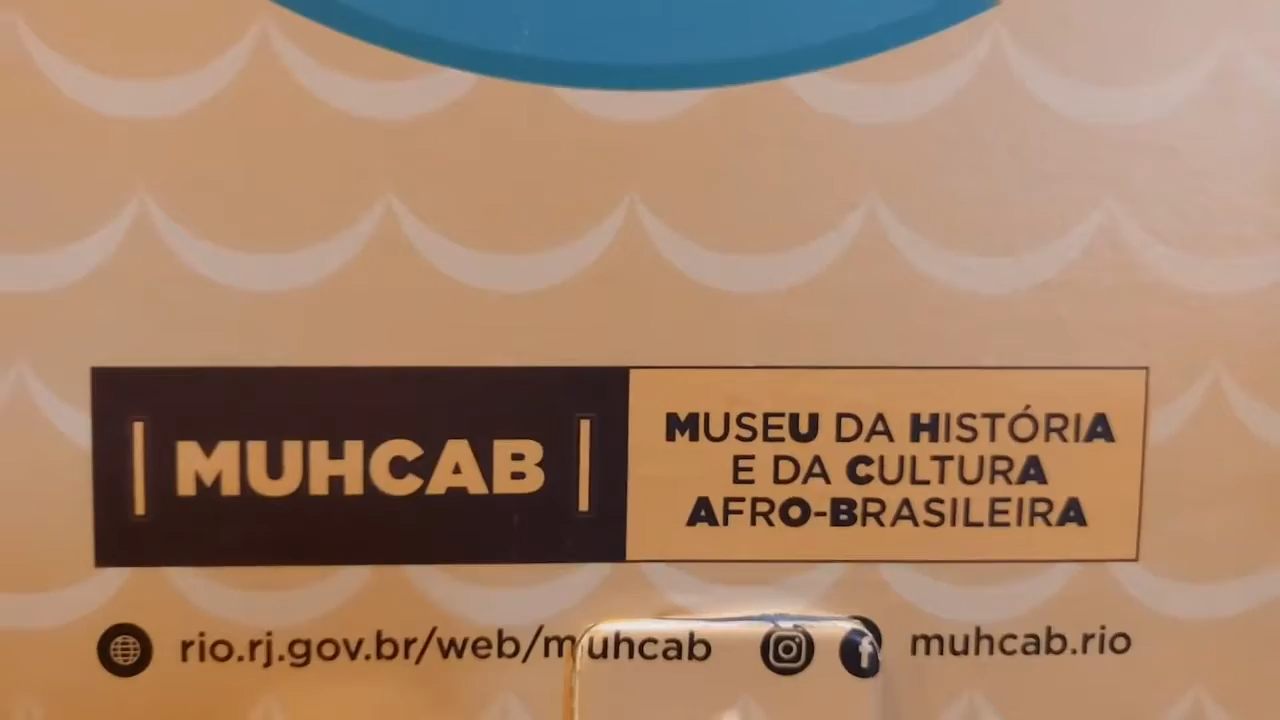 MUHCAB
MUSEU DA HISTÓRIA
E DA CULTURA
AFRO-BRASILEIRA
rio.rj.gov.br/web/muhcab
muhcab.rio